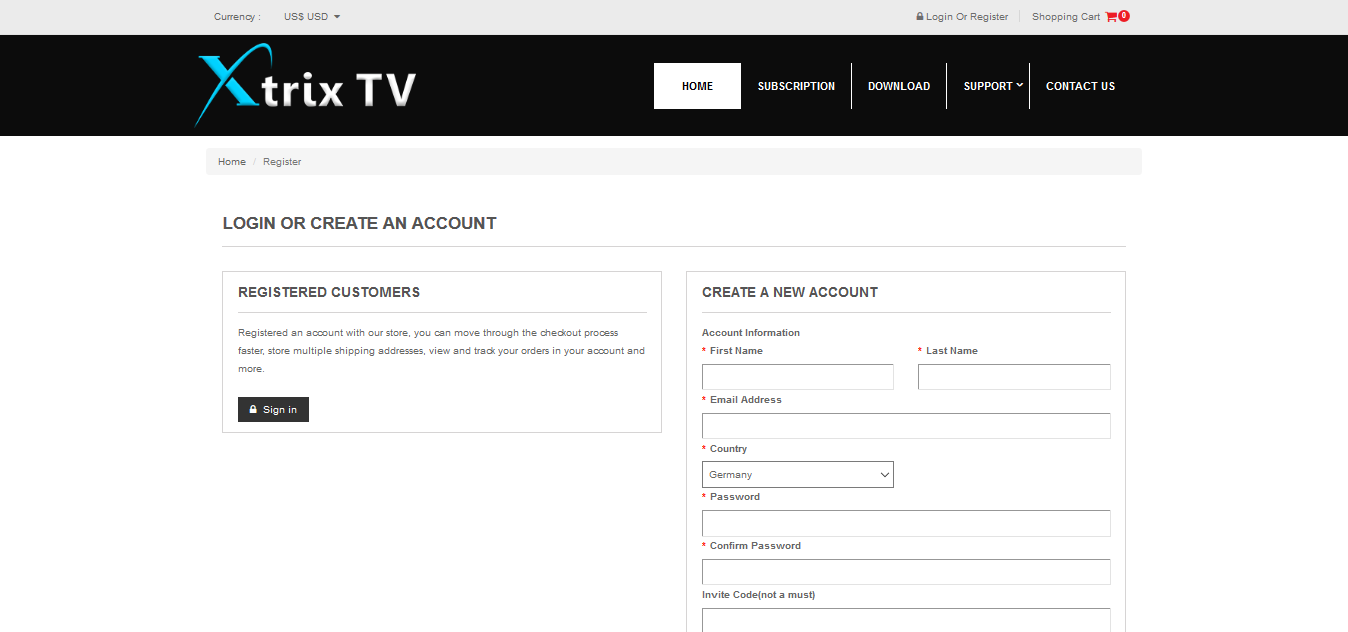 Currency : US$ USD
Login Or Register Shopping Cart 0
Xtrix TV
HOME SUBSCRIPTION DOWNLOAD SUPPORT CONTACT US
Home / Register
LOGIN OR CREATE AN ACCOUNT
REGISTERED CUSTOMERS
Registered an account with our store, you can move through the checkout process
faster, store multiple shipping addresses, view and track your orders in your account and
more.
Sign in
CREATE A NEW ACCOUNT
Account Information
* First Name * Last Name
* Email Address
* Country
Germany
* Password
* Confirm Password
Invite Code(not a must)